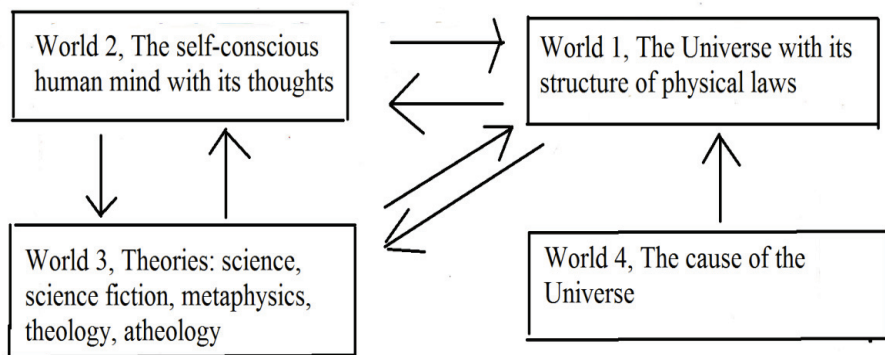 World 2, The self-conscious
human mind with its thoughts
World 1, The Universe with its
structure of physical laws
World 3, Theories: science,
science fiction, metaphysics,
theology, atheology
World 4, The cause of the
Universe